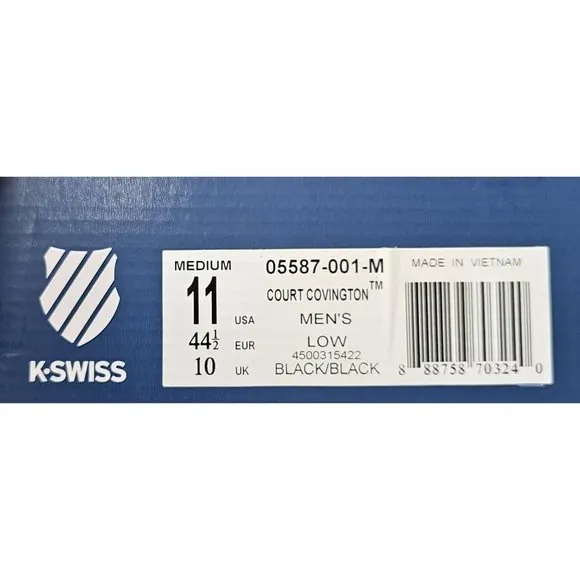 K•SWISS
MEDIUM
11 USA
44½ EUR
10 UK
05587-001-M
COURT COVINGTON™
MEN'S
LOW
4500315422
BLACK/BLACK
MADE IN VIETNAM
8 88758 70324 0